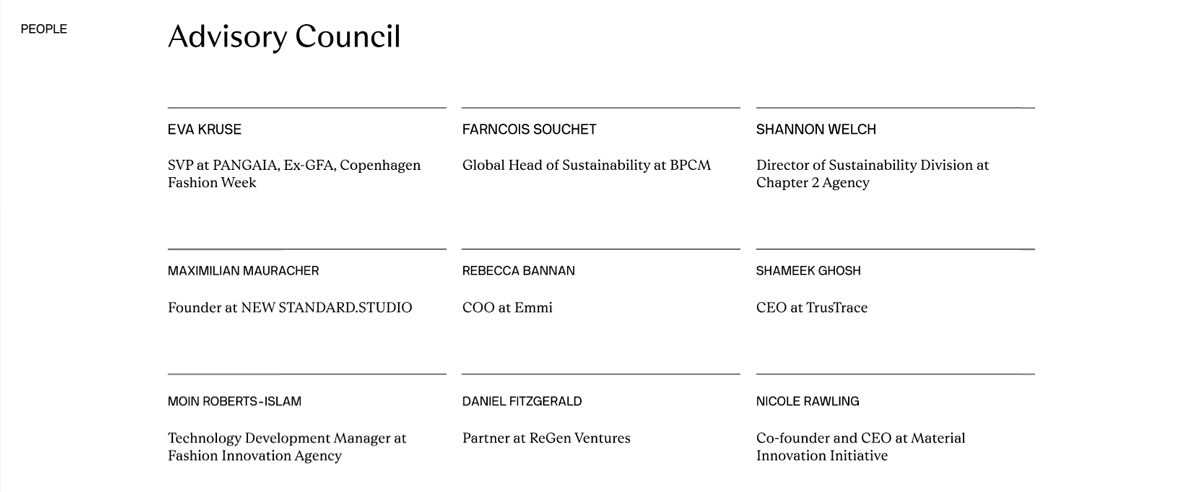 PEOPLE
Advisory Council
EVA KRUSE
SVP at PANGAIA, Ex-GFA, Copenhagen
Fashion Week
FARNCOIS SOUCHET
Global Head of Sustainability at BPCM
SHANNON WELCH
Director of Sustainability Division at
Chapter 2 Agency
MAXIMILIAN MAURACHER
Founder at NEW STANDARD.STUDIO
REBECCA BANNAN
COO at Emmi
SHAMEEK GHOSH
CEO at TrusTrace
MOIN ROBERTS-ISLAM
Technology Development Manager at
Fashion Innovation Agency
DANIEL FITZGERALD
Partner at ReGen Ventures
NICOLE RAWLING
Co-founder and CEO at Material
Innovation Initiative